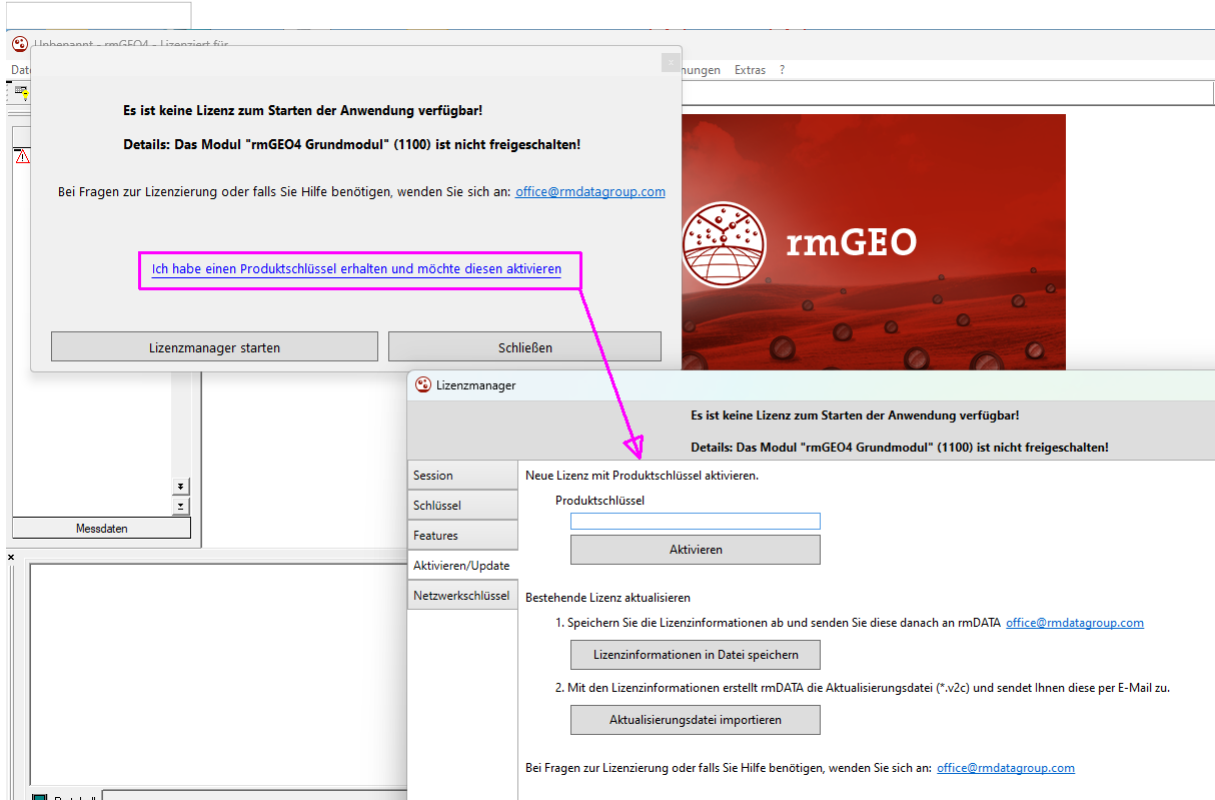 Unbenannt - rmGEO4 - Lizenziert für
Extras ?
Es ist keine Lizenz zum Starten der Anwendung verfügbar!
Details: Das Modul "rmGEO4 Grundmodul" (1100) ist nicht freigeschalten!
Bei Fragen zur Lizenzierung oder falls Sie Hilfe benötigen, wenden Sie sich an: office@rmdatagroup.com
rmGEO
Ich habe einen Produktschlüssel erhalten und möchte diesen aktivieren
Lizenzmanager starten
Schließen
Lizenzmanager
Es ist keine Lizenz zum Starten der Anwendung verfügbar!
Details: Das Modul "rmGEO4 Grundmodul" (1100) ist nicht freigeschalten!
Session
Schlüssel
Features
Aktivieren/Update
Netzwerkschlüssel
Neue Lizenz mit Produktschlüssel aktivieren.
Produktschlüssel
Aktivieren
Messdaten
Bestehende Lizenz aktualisieren
1. Speichern Sie die Lizenzinformationen ab und senden Sie diese danach an rmDATA office@rmdatagroup.com
Lizenzinformationen in Datei speichern
2. Mit den Lizenzinformationen erstellt rmDATA die Aktualisierungsdatei (*.v2c) und sendet Ihnen diese per E-Mail zu.
Aktualisierungsdatei importieren
Bei Fragen zur Lizenzierung oder falls Sie Hilfe benötigen, wenden Sie sich an: office@rmdatagroup.com